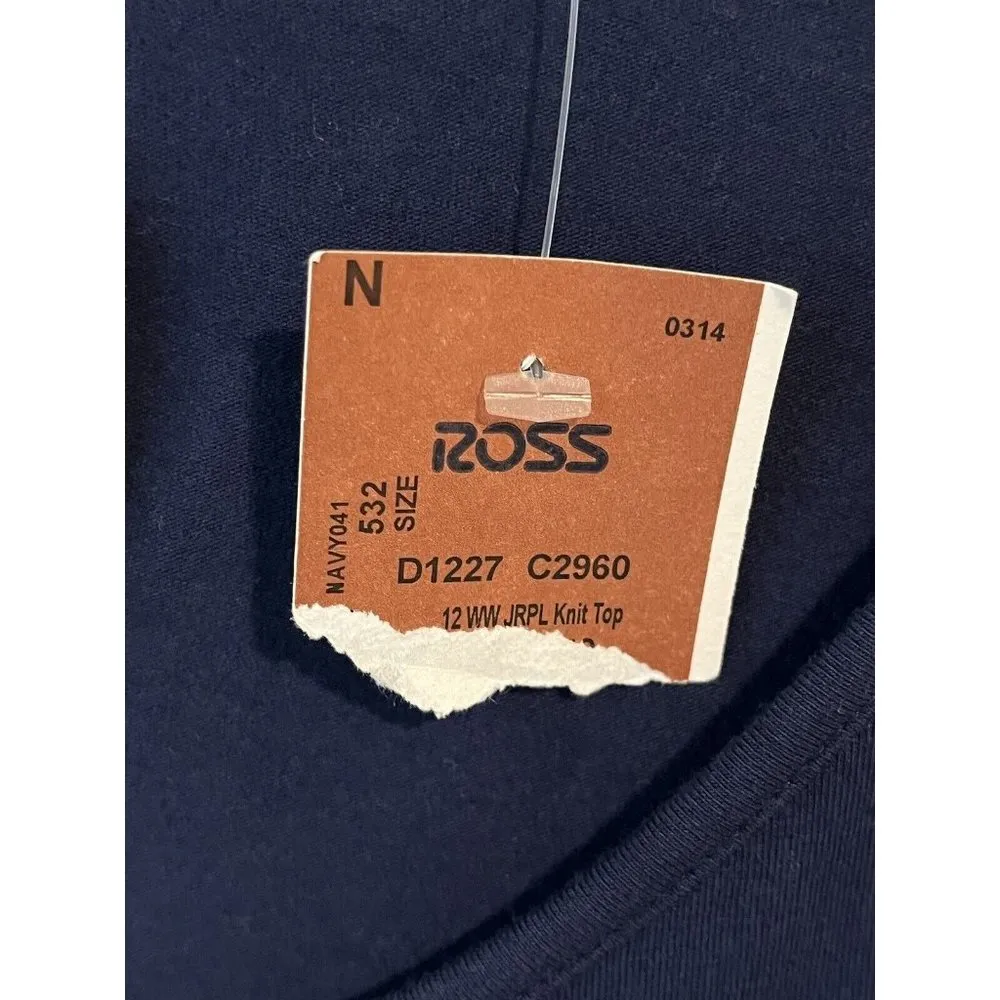 N
0314
ROSS
NAVY041
532
SIZE
D1227 C2960
12 WW JRPL Knit Top